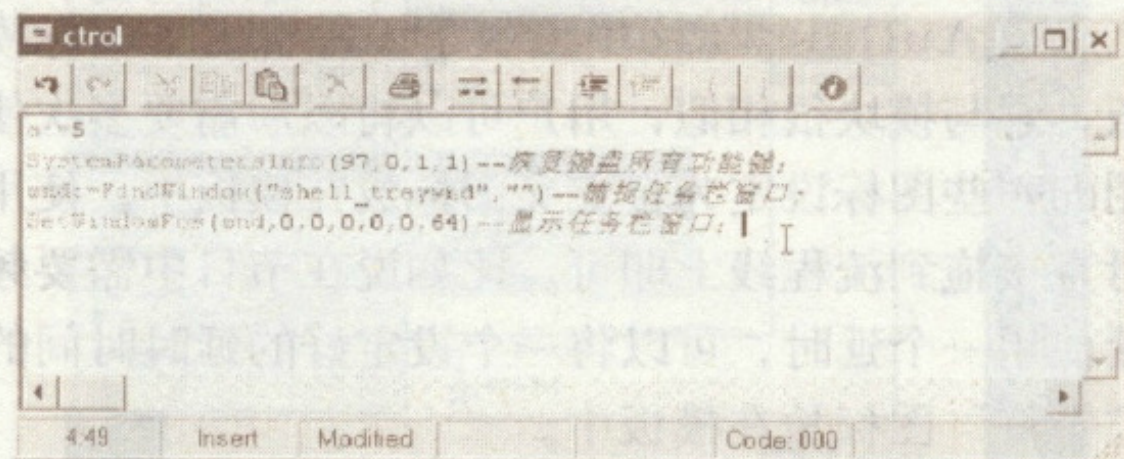 ctrol
a:=5
SystemParametersInfo(97,0,1,1)--恢复键盘所有功能键;
wnd:=FindWindow("shell_traywnd","")--捕捉任务栏窗口;
SetWindowPos(wnd,0,0,0,0,0,64)--显示任务栏窗口;
4:49 Insert Modified Code: 000